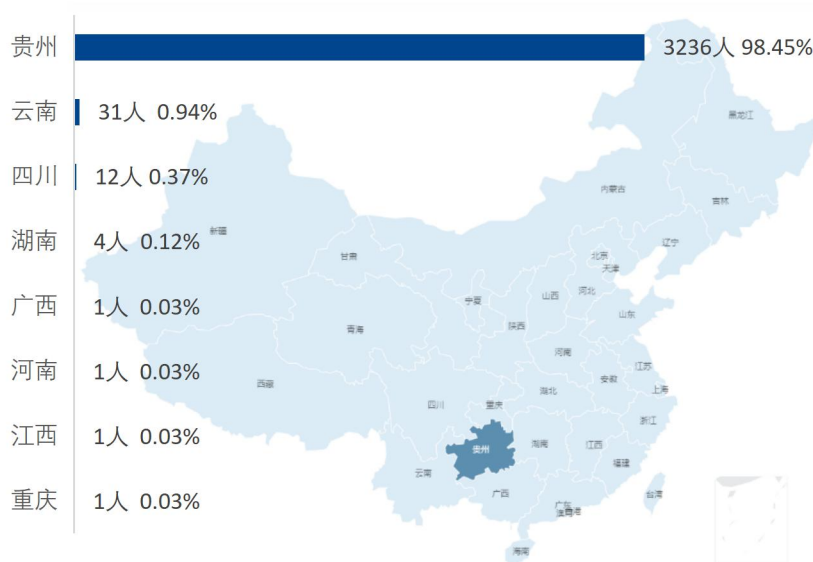 贵州 3236人 98.45%
云南 31人 0.94%
四川 12人 0.37%
湖南 4人 0.12%
广西 1人 0.03%
河南 1人 0.03%
江西 1人 0.03%
重庆 1人 0.03%
黑龙江
内蒙古
吉林
新疆
辽宁
甘肃
北京
天津
宁夏
山西
河北
青海
陕西
山东
河南
江苏
西藏
安徽
上海
四川
重庆
湖北
浙江
贵州
湖南
江西
云南
福建
广西
台湾
广东
香港
澳门
海南